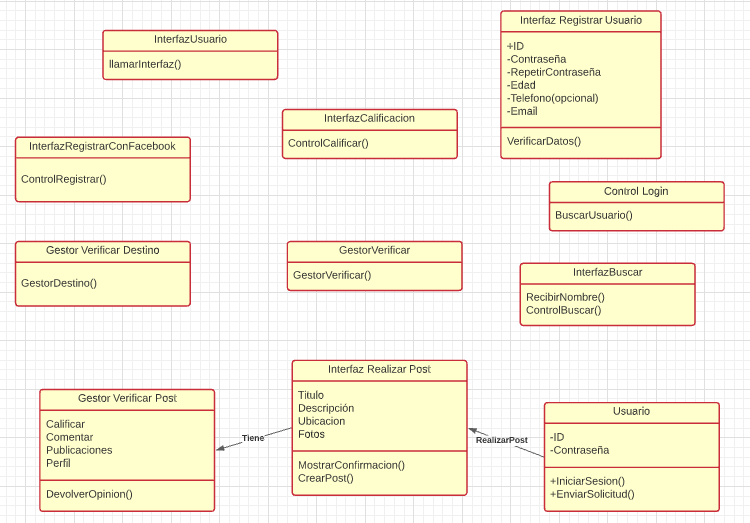 InterfazUsuario
llamarInterfaz()
Interfaz Registrar Usuario
+ID
-Contraseña
-RepetirContraseña
-Edad
-Telefono(opcional)
-Email
VerificarDatos()
InterfazCalificacion
ControlCalificar()
InterfazRegistrarConFacebook
ControlRegistrar()
Control Login
BuscarUsuario()
Gestor Verificar Destino
GestorDestino()
GestorVerificar
GestorVerificar()
InterfazBuscar
RecibirNombre()
ControlBuscar()
Gestor Verificar Post
Calificar
Comentar
Publicaciones
Perfil
DevolverOpinion()
Tiene
Interfaz Realizar Post
Titulo
Descripción
Ubicacion
Fotos
MostrarConfirmacion()
CrearPost()
RealizarPost
Usuario
-ID
-Contraseña
+IniciarSesion()
+EnviarSolicitud()